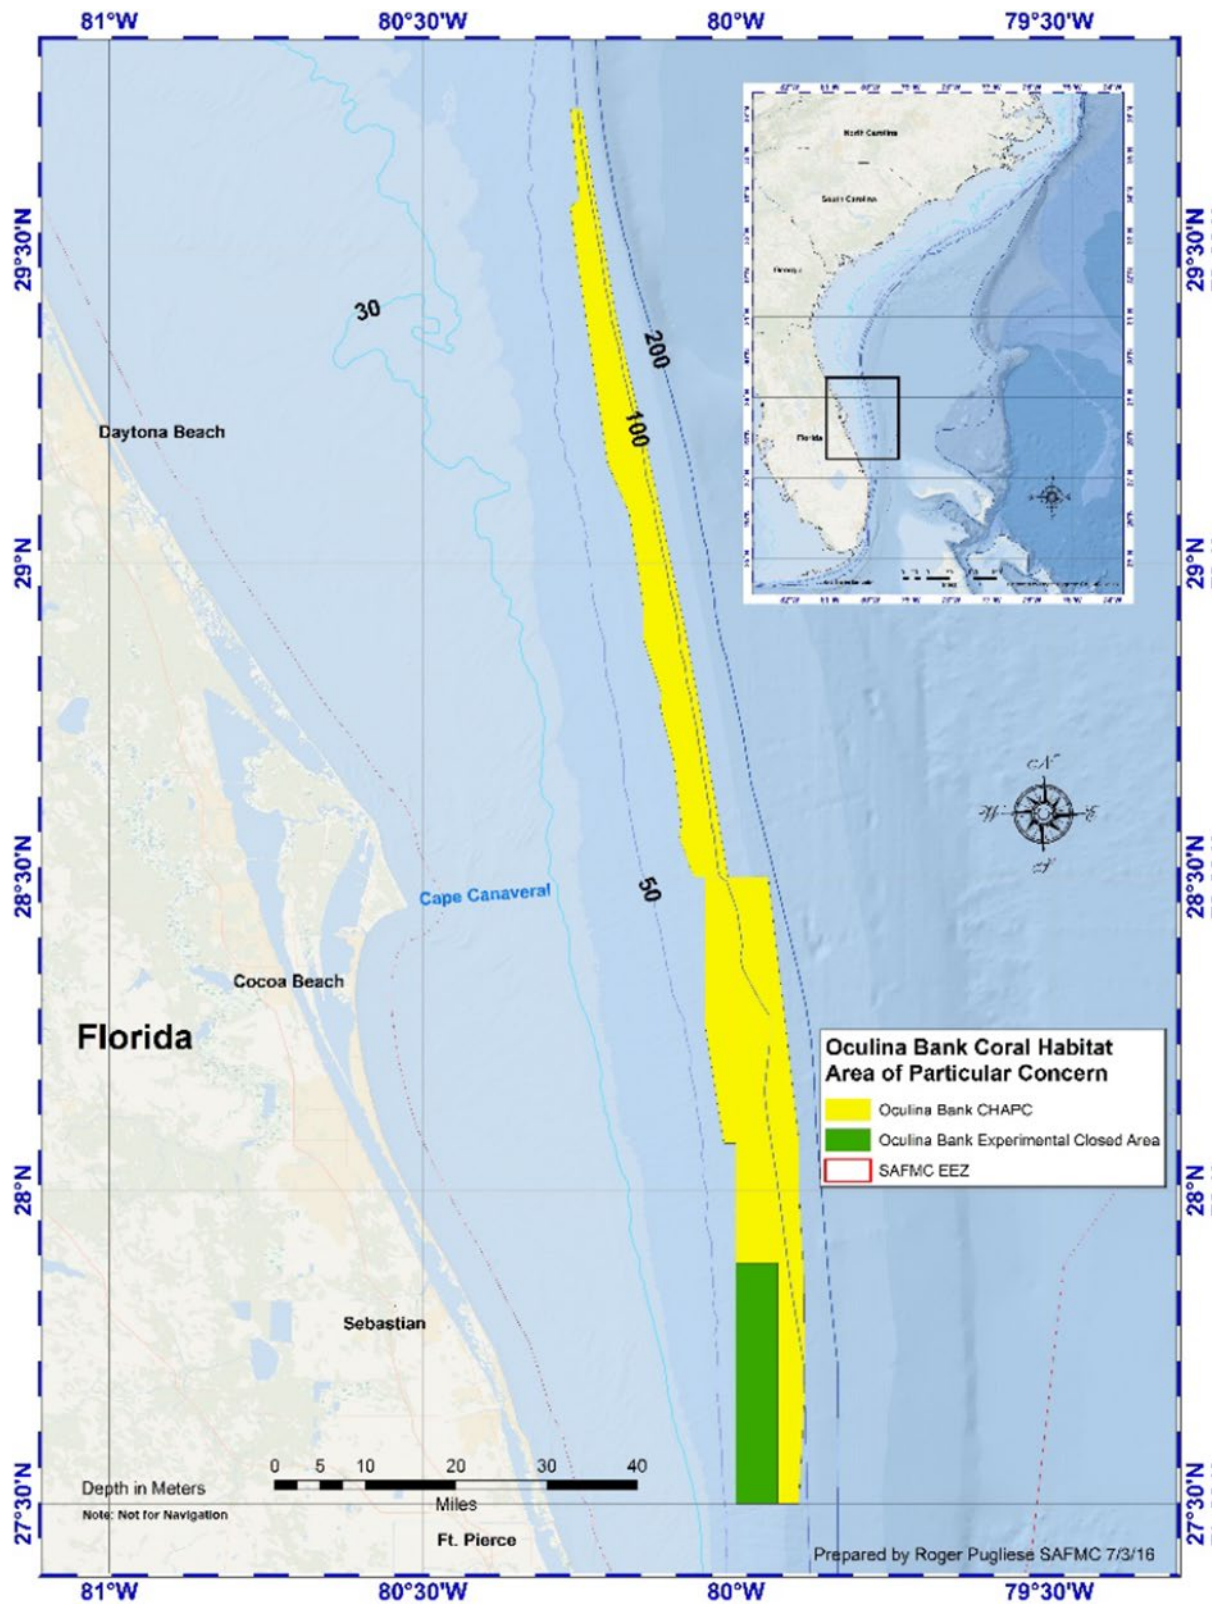 81°W 80°30'W 80°W 79°30'W
North Carolina
South Carolina
Georgia
Florida
29°30'N
29°30'N
30
200
100
Daytona Beach
29°N
29°N
28°30'N
28°30'N
50
Cape Canaveral
Cocoa Beach
Florida
Oculina Bank Coral Habitat
Area of Particular Concern
Oculina Bank CHAPC
Oculina Bank Experimental Closed Area
SAFMC EEZ
28°N
28°N
Sebastian
0 5 10 20 30 40
Miles
Depth in Meters
Note: Not for Navigation
27°30'N
27°30'N
Ft. Pierce
Prepared by Roger Pugliese SAFMC 7/3/16
81°W 80°30'W 80°W 79°30'W